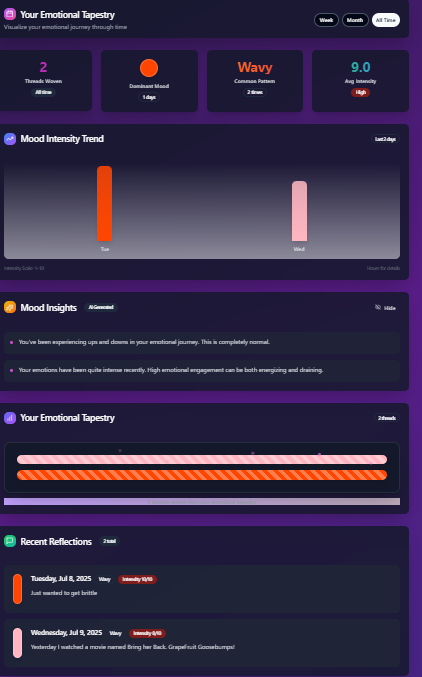 Your Emotional Tapestry
Visualize your emotional journey through time
Week Month All Time
2 Wavy 9.0
Threads Woven Dominant Mood Common Pattern Avg Intensity
All time 1 days 2 times High
Mood Intensity Trend Last 2 days
Tue Wed
Intensity Scale: 1-10 Hover for details
Mood Insights AI Generated Hide
You've been experiencing ups and downs in your emotional journey. This is completely normal.
Your emotions have been quite intense recently. High emotional engagement can be both energizing and draining.
Your Emotional Tapestry 2 threads
Recent Reflections 2 total
Tuesday, Jul 8, 2025 Wavy Intensity 10/10
Just wanted to get brittle
Wednesday, Jul 9, 2025 Wavy Intensity 8/10
Yesterday I watched a movie named Bring her Back. GrapeFruit Goosebumps!